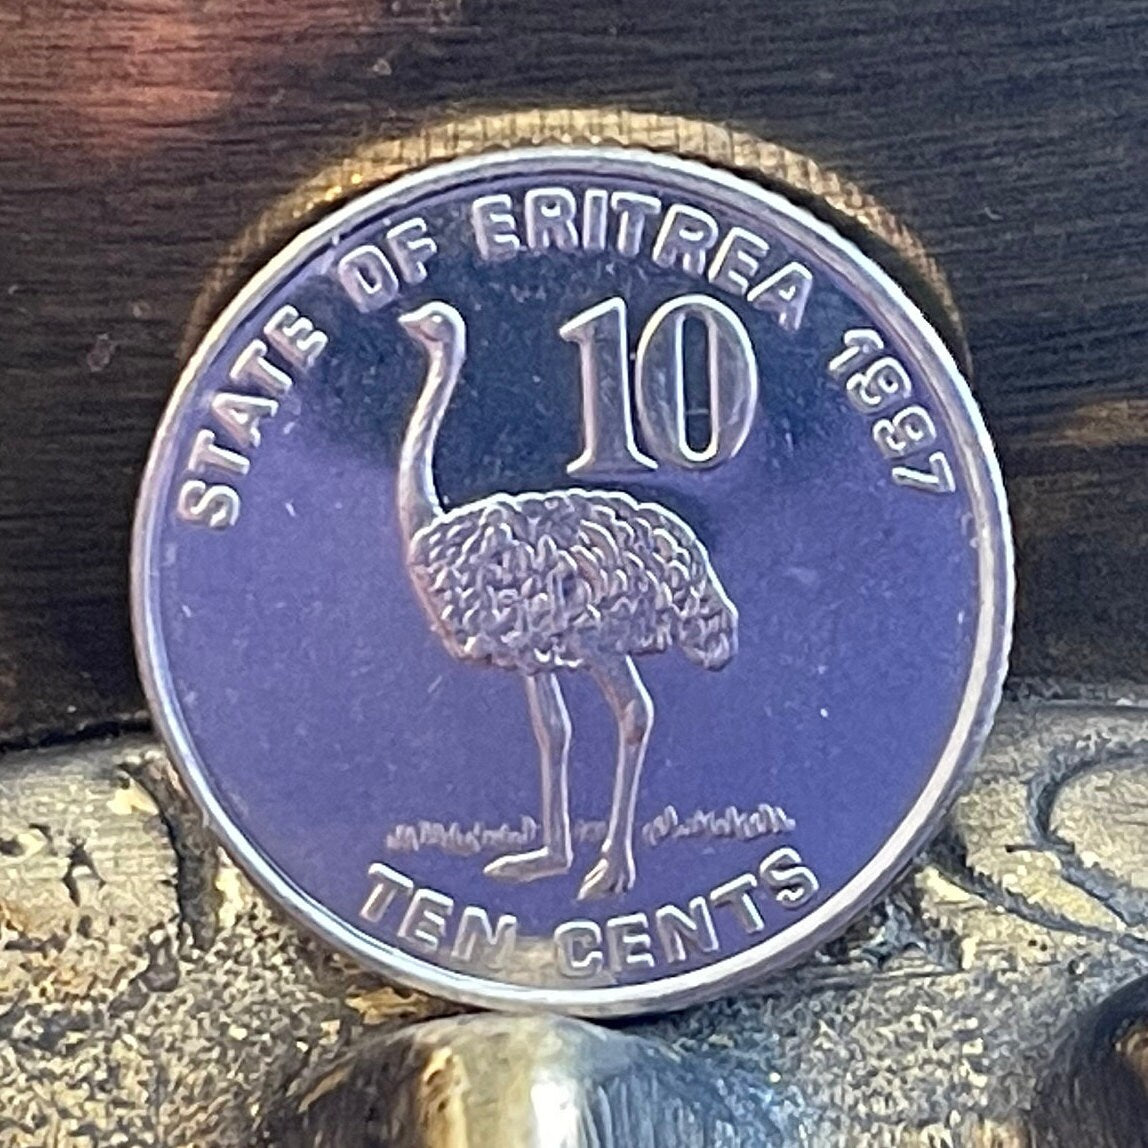 STATE OF ERITREA 1997
10
TEN CENTS